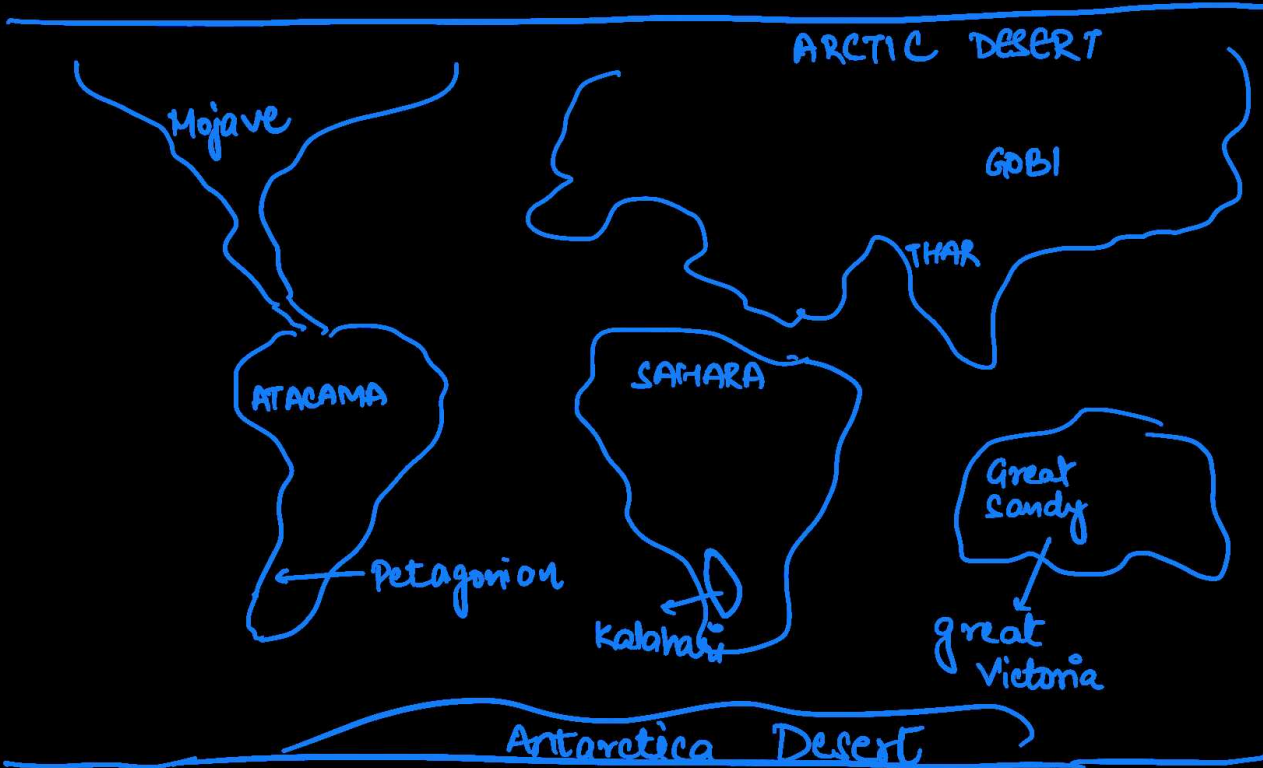 ARCTIC DESERT
Mojave
GOBI
THAR
ATACAMA
SAHARA
Great
Sandy
Petagonion
Kalahari
great
Victoria
Antarctica Desert